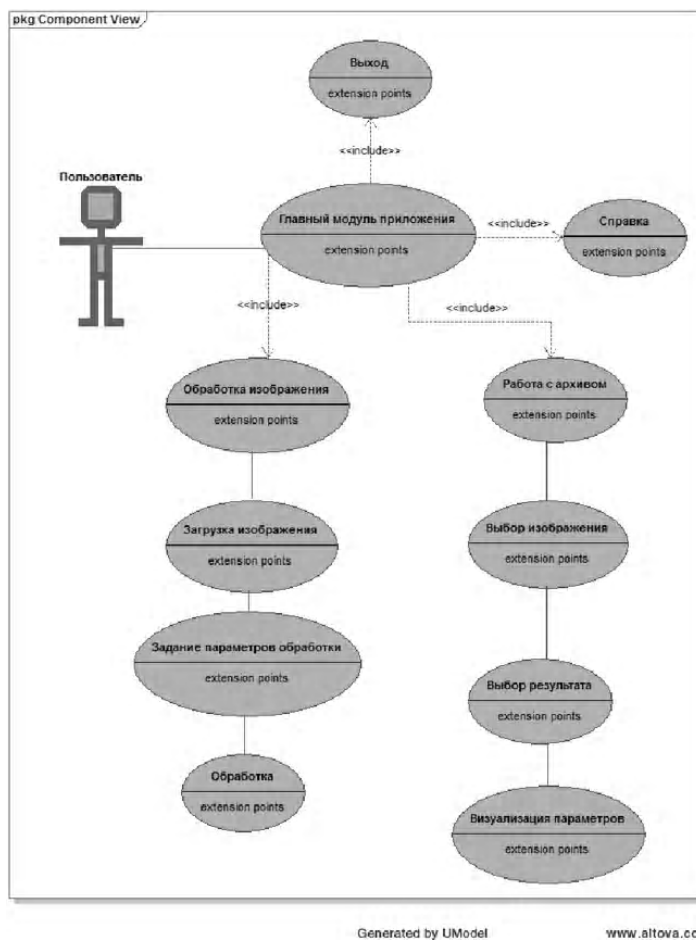 pkg Component View
Выход
extension points
<<include>>
Пользователь
Главный модуль приложения
extension points
<<include>>
Справка
extension points
<<include>>
<<include>>
Обработка изображения
extension points
Работа с архивом
extension points
Загрузка изображения
extension points
Выбор изображения
extension points
Задание параметров обработки
extension points
Выбор результата
extension points
Обработка
extension points
Визуализация параметров
extension points
Generated by UModel
www.altova.co